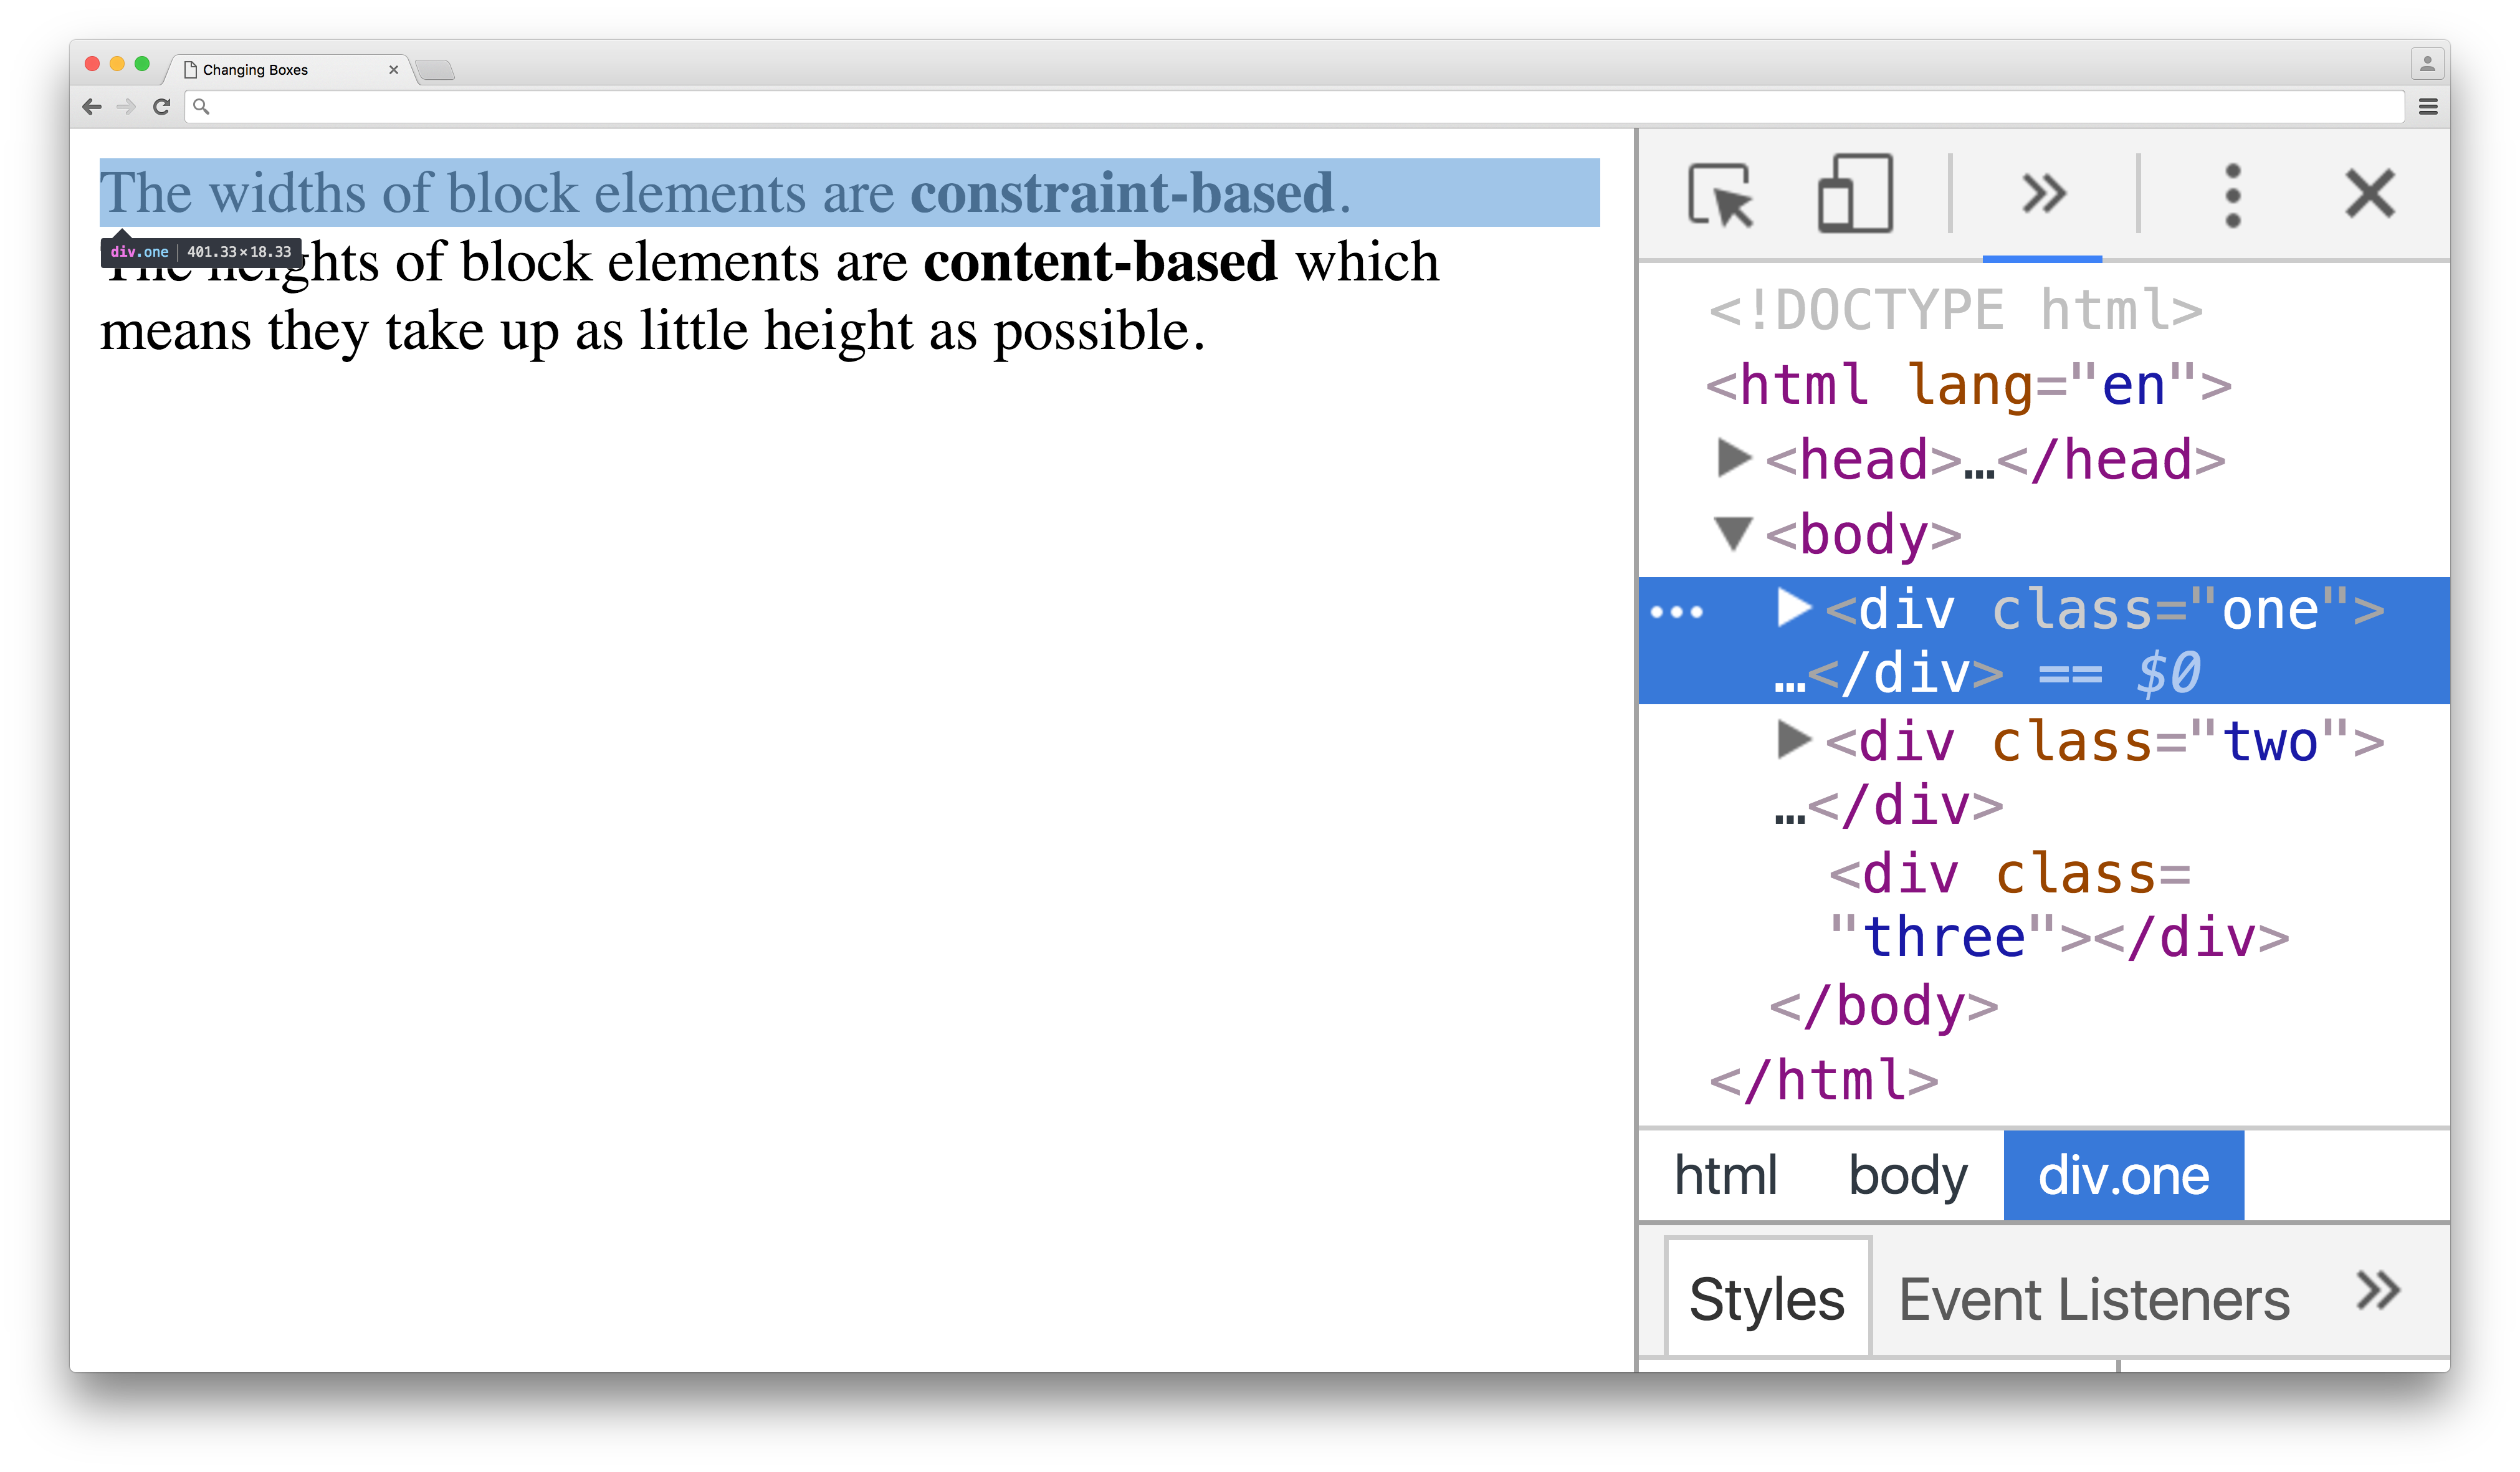 Changing Boxes
The widths of block elements are constraint-based.
div.one 401.33×18.33
The heights of block elements are content-based which
means they take up as little height as possible.
<!DOCTYPE html>
<html lang="en">
<head>…</head>
<body>
<div class="one">
…</div> == $0
<div class="two">
…</div>
<div class=
"three"></div>
</body>
</html>
html body div.one
Styles Event Listeners